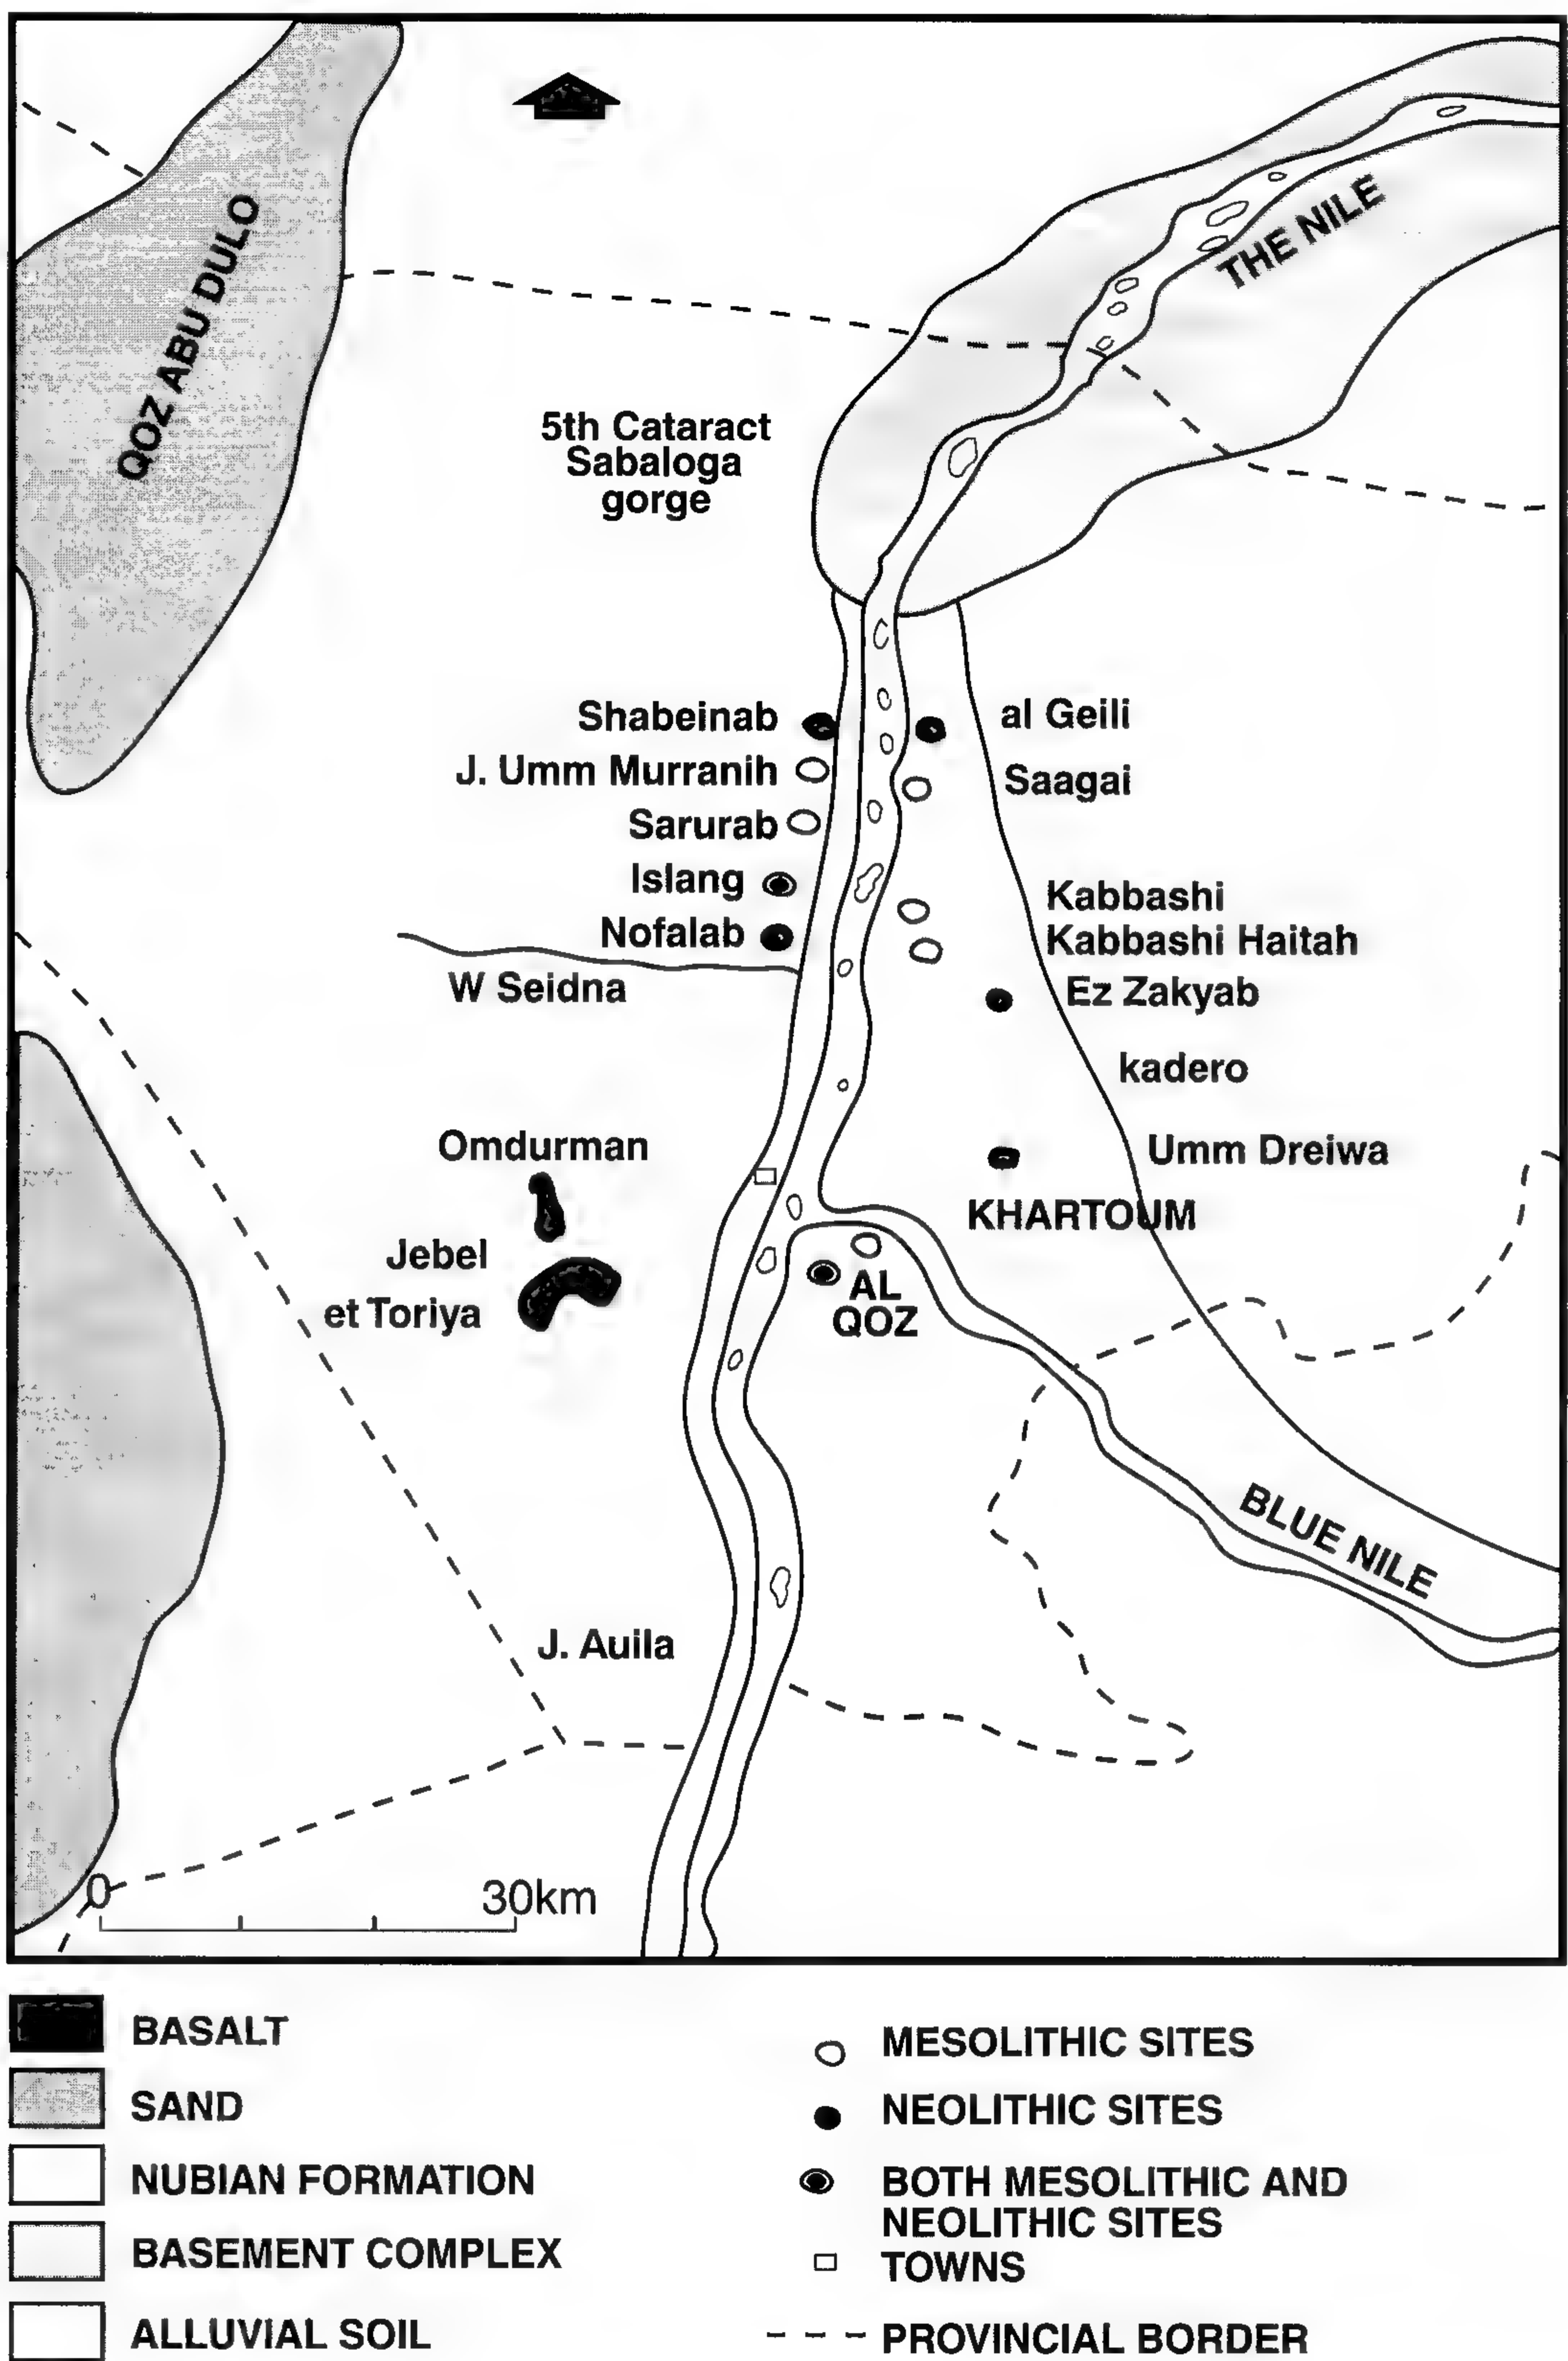 QOZ ABU DULO
THE NILE
5th Cataract
Sabaloga
gorge
Shabeinab
al Geili
J. Umm Murranih
Saagai
Sarurab
Islang
Kabbashi
Nofalab
Kabbashi Haitah
W Seidna
Ez Zakyab
kadero
Omdurman
Umm Dreiwa
KHARTOUM
Jebel
et Toriya
AL
QOZ
BLUE NILE
J. Auila
0
30km
BASALT
SAND
NUBIAN FORMATION
BASEMENT COMPLEX
ALLUVIAL SOIL
MESOLITHIC SITES
NEOLITHIC SITES
BOTH MESOLITHIC AND
NEOLITHIC SITES
TOWNS
PROVINCIAL BORDER